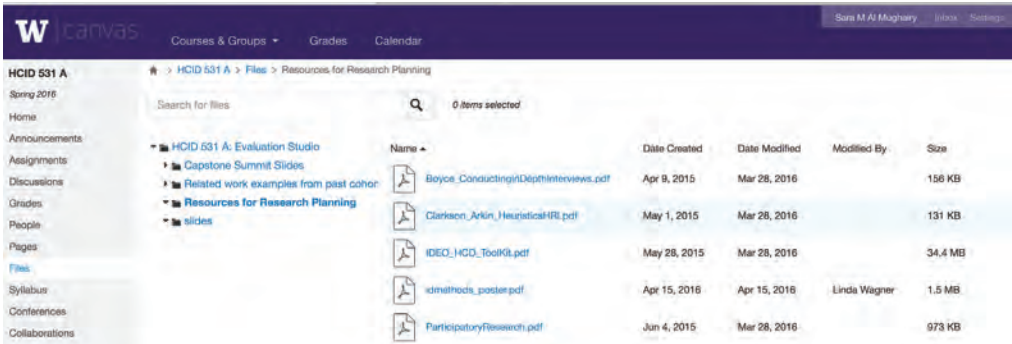 W | canvas
Sara M Al Mughairy Inbox Settings
Courses & Groups Grades Calendar
HCID 531 A
> HCID 531 A > Files > Resources for Research Planning
Spring 2016
Search for files 0 items selected
Home
Announcements
Assignments
Discussions
Grades
People
Pages
Files
Syllabus
Conferences
Collaborations
HCID 531 A: Evaluation Studio
Capstone Summit Slides
Related work examples from past cohor
Resources for Research Planning
slides
Name Date Created Date Modified Modified By Size
Boyce_ConductinginDepthInterviews.pdf Apr 9, 2015 Mar 28, 2016 156 KB
Clarkson_Arkin_HeuristicsHRI.pdf May 1, 2015 Mar 28, 2016 131 KB
IDEO_HCD_ToolKit.pdf May 28, 2015 Mar 28, 2016 34.4 MB
idmethods_poster.pdf Apr 15, 2016 Apr 15, 2016 Linda Wagner 1.5 MB
ParticipatoryResearch.pdf Jun 4, 2015 Mar 28, 2016 973 KB